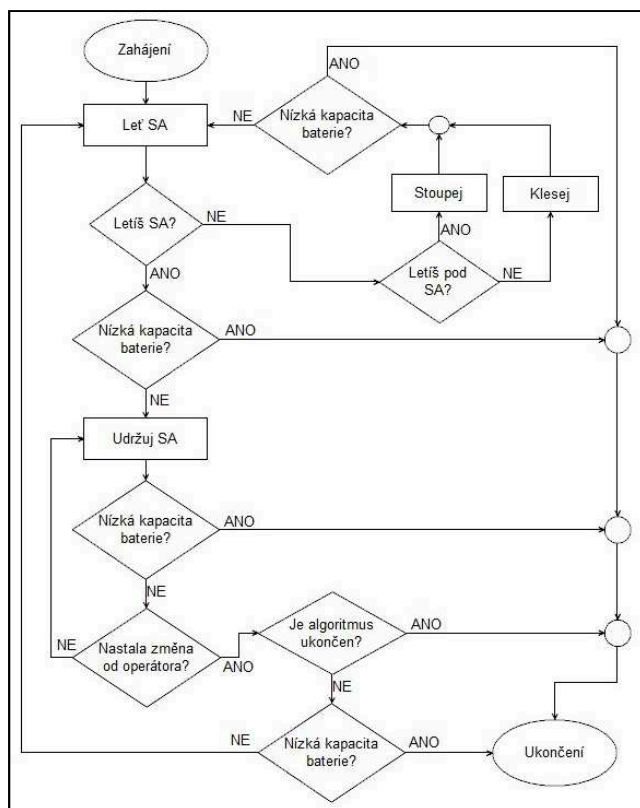 Zahájení
ANO
Leť SA
NE
Nízká kapacita
baterie?
Stoupej
Klesej
Letíš SA?
NE
ANO
ANO
Letíš pod
SA?
NE
Nízká kapacita
baterie?
ANO
NE
Udržuj SA
Nízká kapacita
baterie?
ANO
NE
NE
Nastala změna
od operátora?
ANO
Je algoritmus
ukončen?
ANO
NE
NE
Nízká kapacita
baterie?
ANO
Ukončení